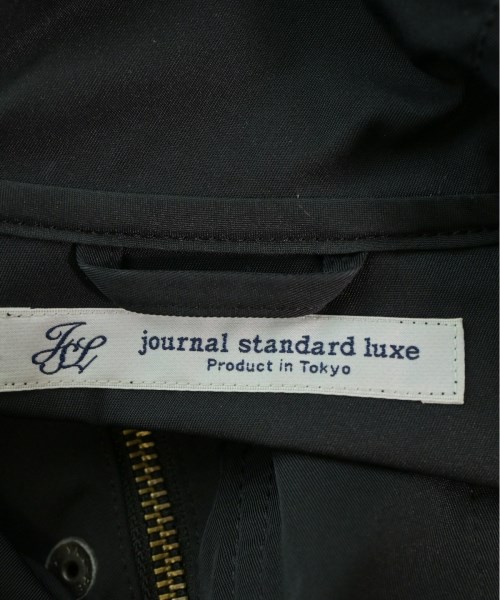 JSL
journal standard luxe
Product in Tokyo